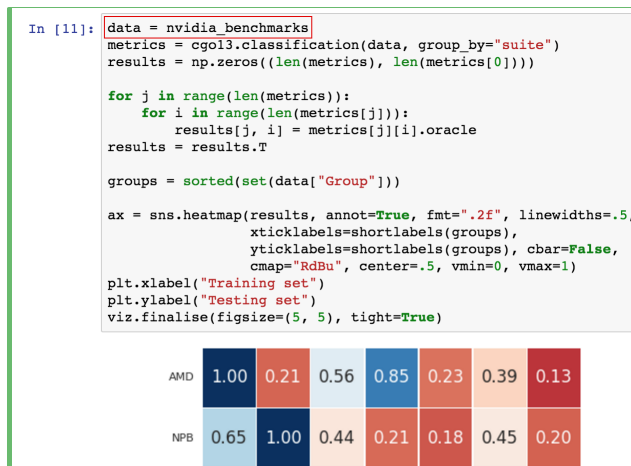 In [11]: data = nvidia_benchmarks
metrics = cgo13.classification(data, group_by="suite")
results = np.zeros((len(metrics), len(metrics[0])))
for j in range(len(metrics)):
    for i in range(len(metrics[j])):
        results[j, i] = metrics[j][i].oracle
results = results.T
groups = sorted(set(data["Group"]))
ax = sns.heatmap(results, annot=True, fmt=".2f", linewidths=.5,
                 xticklabels=shortlabels(groups),
                 yticklabels=shortlabels(groups), cbar=False,
                 cmap="RdBu", center=.5, vmin=0, vmax=1)
plt.xlabel("Training set")
plt.ylabel("Testing set")
viz.finalise(figsize=(5, 5), tight=True)
AMD 1.00 0.21 0.56 0.85 0.23 0.39 0.13
NPB 0.65 1.00 0.44 0.21 0.18 0.45 0.20